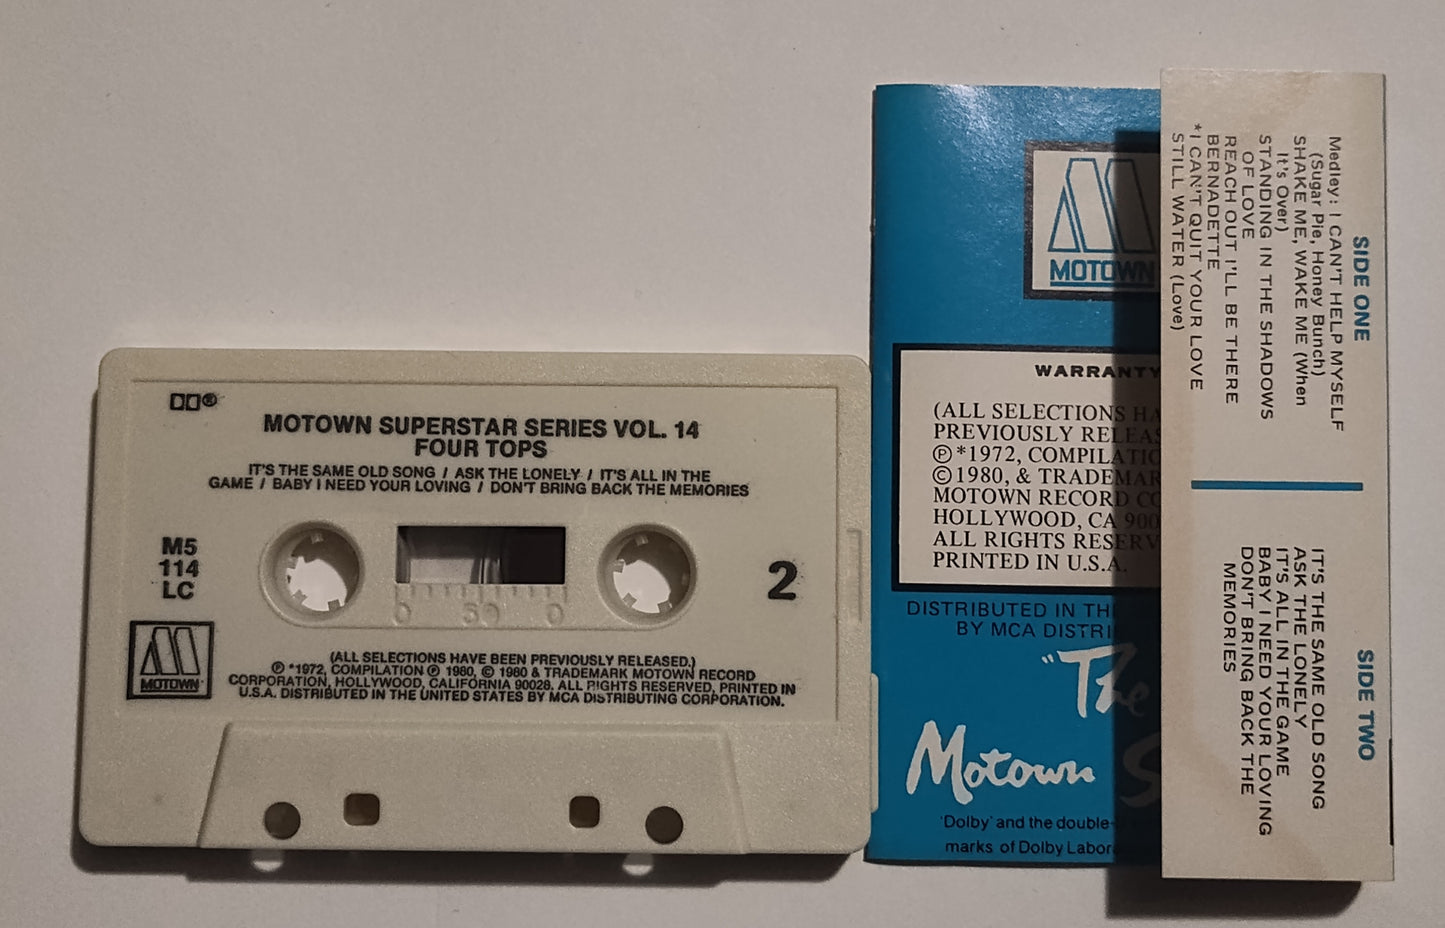 MOTOWN SUPERSTAR SERIES VOL. 14
FOUR TOPS
IT'S THE SAME OLD SONG / ASK THE LONELY / IT'S ALL IN THE
GAME / BABY I NEED YOUR LOVING / DON'T BRING BACK THE MEMORIES
M5
114
LC
50
2
MOTOWN
(ALL SELECTIONS HAVE BEEN PREVIOUSLY RELEASED.)
℗ *1972, COMPILATION ℗ 1980, © 1980 & TRADEMARK MOTOWN RECORD
CORPORATION, HOLLYWOOD, CALIFORNIA 90028. ALL RIGHTS RESERVED, PRINTED IN
U.S.A. DISTRIBUTED IN THE UNITED STATES BY MCA DISTRIBUTING CORPORATION.
MOTOWN
WARRANTY
(ALL SELECTIONS HA
PREVIOUSLY RELEAS
℗*1972, COMPILATIO
©1980, & TRADEMAR
MOTOWN RECORD CO
HOLLYWOOD, CA 900
ALL RIGHTS RESERV
PRINTED IN U.S.A.
DISTRIBUTED IN TH
BY MCA DISTRI
"The
Motown S
'Dolby' and the double-
marks of Dolby Labor
SIDE ONE
Medley: I CAN'T HELP MYSELF
(Sugar Pie, Honey Bunch)
SHAKE ME, WAKE ME (When
It's Over)
STANDING IN THE SHADOWS
OF LOVE
REACH OUT I'LL BE THERE
BERNADETTE
*I CAN'T QUIT YOUR LOVE
STILL WATER (Love)
SIDE TWO
IT'S THE SAME OLD SONG
ASK THE LONELY
IT'S ALL IN THE GAME
BABY I NEED YOUR LOVING
DON'T BRING BACK THE
MEMORIES